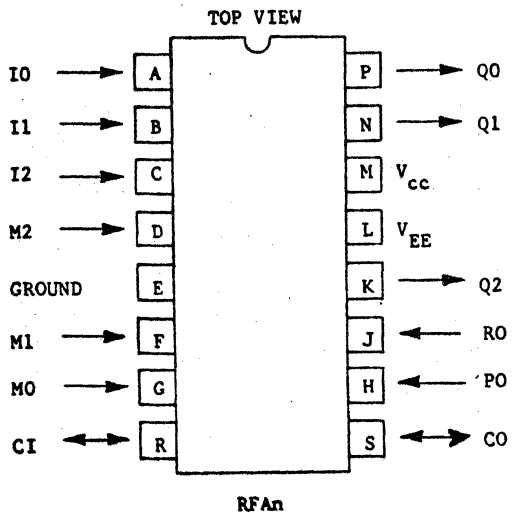 TOP VIEW
I0 A P Q0
I1 B N Q1
I2 C M Vcc
M2 D L VEE
GROUND E K Q2
M1 F J R0
M0 G H P0
CI R S CO
RFAn